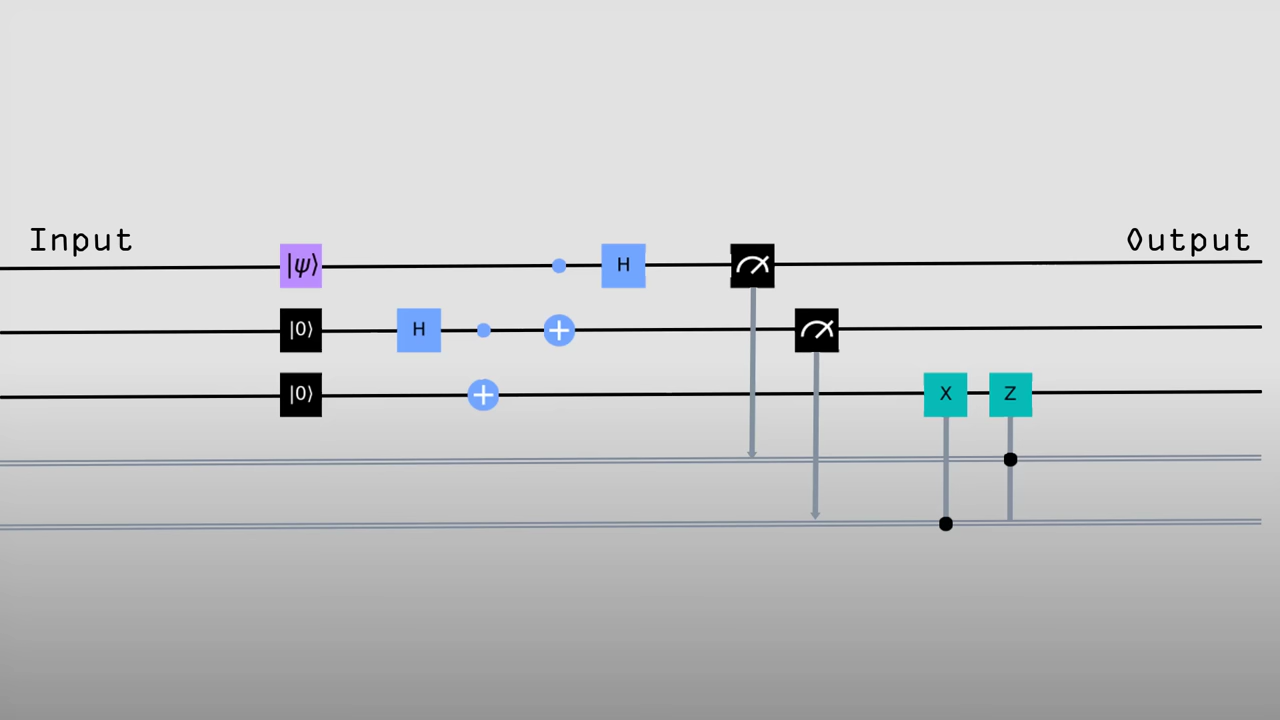 Input
Output
|ψ⟩ H
|0⟩ H
|0⟩ X Z